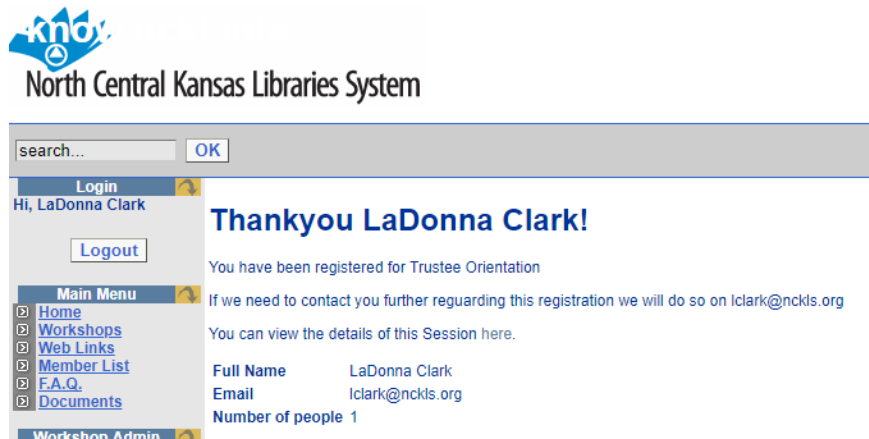 know
North Central Kansas Libraries System
search...
OK
Login
Hi, LaDonna Clark
Logout
Main Menu
Home
Workshops
Web Links
Member List
F.A.Q.
Documents
Workshop Admin
Thankyou LaDonna Clark!
You have been registered for Trustee Orientation
If we need to contact you further reguarding this registration we will do so on lclark@nckls.org
You can view the details of this Session here.
Full Name LaDonna Clark
Email lclark@nckls.org
Number of people 1